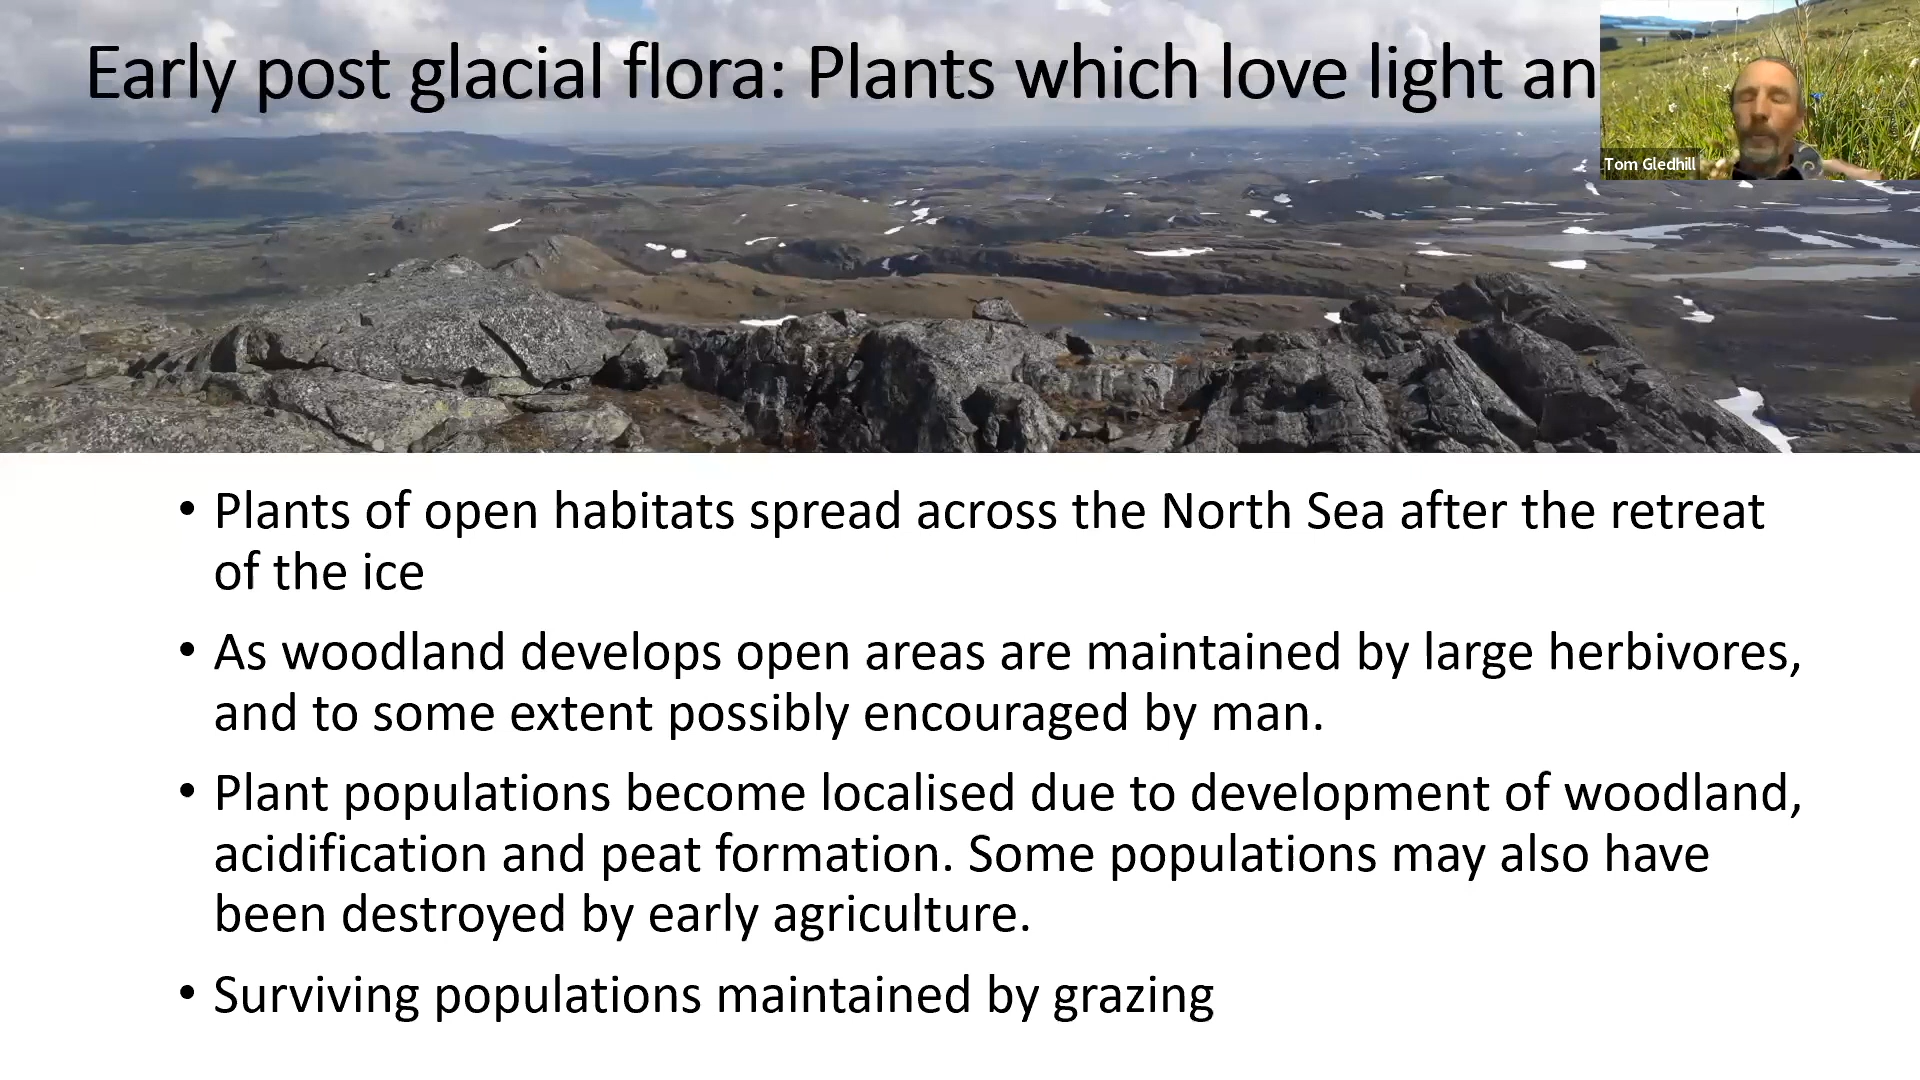 Early post glacial flora: Plants which love light an
Tom Gledhill
• Plants of open habitats spread across the North Sea after the retreat
of the ice
• As woodland develops open areas are maintained by large herbivores,
and to some extent possibly encouraged by man.
• Plant populations become localised due to development of woodland,
acidification and peat formation. Some populations may also have
been destroyed by early agriculture.
• Surviving populations maintained by grazing